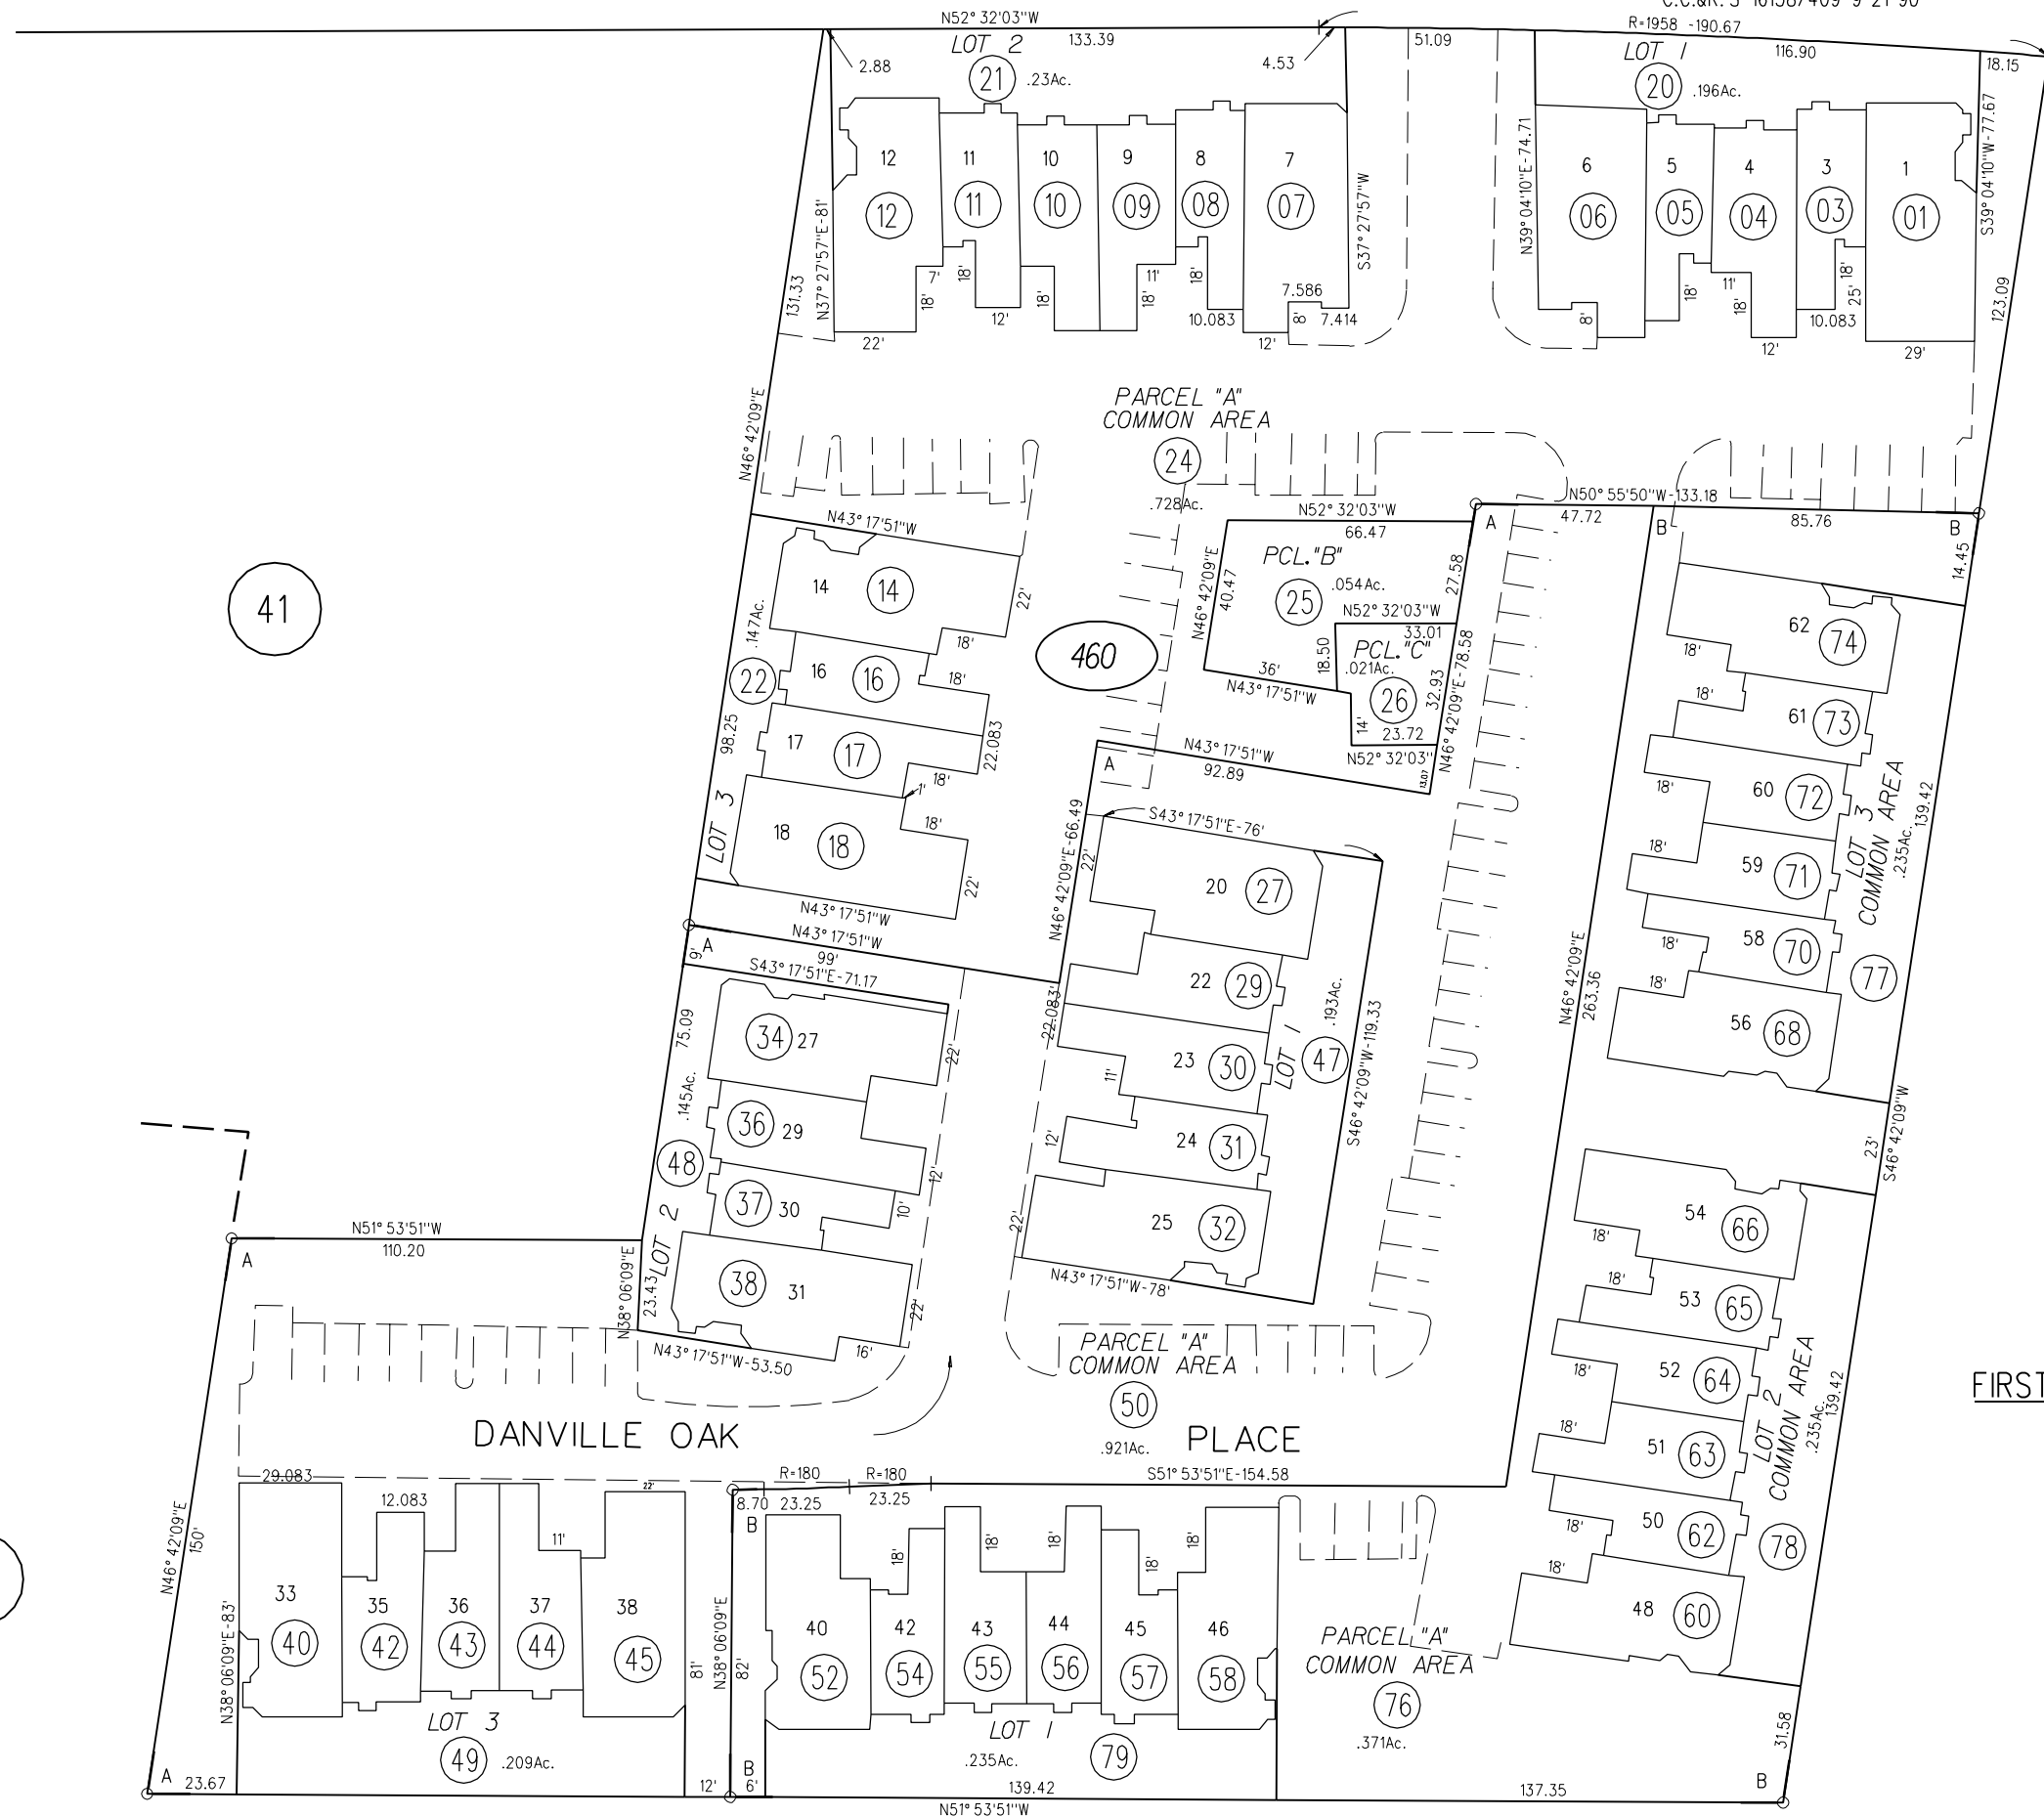 N52° 32'03"W
R=1958 -190.67
LOT 2
133.39
51.09
LOT 1
116.90
18.15
2.88
4.53
21
.23Ac.
20
.196Ac.
12
11
10
9
8
7
6
5
4
3
1
12
11
10
09
08
07
06
05
04
03
01
N37° 27'57"E-81'
S37° 27'57"W
N39° 04'10"E-74.71
S39° 04'10"W-77.67
131.33
123.09
7'
18'
18'
18'
11'
18'
18'
7.586
8'
8'
18'
11'
18'
18'
25'
22'
12'
10.083
12'
7.414
12'
10.083
29'
N46° 42'09"E
PARCEL "A"
COMMON AREA
24
.728Ac.
N43° 17'51"W
N52° 32'03"W
66.47
N50° 55'50"W-133.18
47.72
85.76
A
B
B
14.45
41
PCL."B"
25
.054Ac.
N46° 42'09"E
40.47
27.58
N52° 32'03"W
33.01
18.50
PCL."C"
.021Ac.
26
32.93
36'
N43° 17'51"W
14'
23.72
N52° 32'03"
N46° 42'09"E-78.58
13.07
460
14
14
22'
18'
.147Ac.
22
16
16
18'
98.25
17
17
22.083
18'
1'
LOT 3
18
18
18'
22'
N43° 17'51"W
N43° 17'51"W
99'
A
9'
S43° 17'51"E-71.17
N43° 17'51"W
92.89
A
N46° 42'09"E-66.49
S43° 17'51"E-76'
22'
20
27
22
29
22.083'
23
30
11'
24
31
12'
25
32
22'
LOT 1
47
.193Ac.
S46° 42'09"W-119.33
N43° 17'51"W-78'
62
74
18'
61
73
18'
60
72
18'
59
71
18'
58
70
18'
56
68
18'
LOT 3
COMMON AREA
.235Ac.
139.42
77
N46° 42'09"E
263.36
23'
S46° 42'09"W
75.09
34
27
22'
.145Ac.
36
29
12'
48
37
30
10'
LOT 2
38
31
22'
16'
N38° 06'09"E
23.43
N43° 17'51"W-53.50
N51° 53'51"W
110.20
A
54
66
18'
53
65
18'
52
64
18'
51
63
18'
50
62
18'
48
60
18'
LOT 2
COMMON AREA
.235Ac.
139.42
78
FIRST
PARCEL "A"
COMMON AREA
50
.921Ac.
DANVILLE OAK
PLACE
29.083
12.083
22'
R=180
R=180
S51° 53'51"E-154.58
8.70
23.25
23.25
B
11'
18'
18'
18'
18'
18'
N46° 42'09"E
150'
N38° 06'09"E-83'
33
35
36
37
38
40
42
43
44
45
81'
N38° 06'09"E
82'
40
42
43
44
45
46
52
54
55
56
57
58
LOT 3
49
.209Ac.
LOT 1
.235Ac.
79
PARCEL "A"
COMMON AREA
76
.371Ac.
31.58
A
23.67
12'
B
6'
139.42
137.35
B
N51° 53'51"W